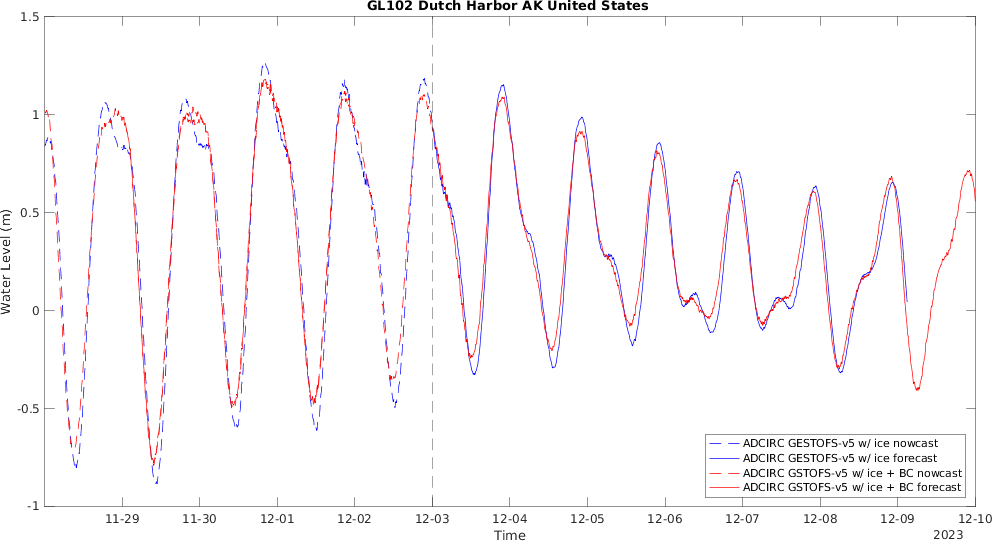 GL102 Dutch Harbor AK United States
1.5
1
0.5
0
-0.5
-1
Water Level (m)
ADCIRC GESTOFS-v5 w/ ice nowcast
ADCIRC GESTOFS-v5 w/ ice forecast
ADCIRC GSTOFS-v5 w/ ice + BC nowcast
ADCIRC GSTOFS-v5 w/ ice + BC forecast
11-29 11-30 12-01 12-02 12-03 12-04 12-05 12-06 12-07 12-08 12-09 12-10
Time
2023